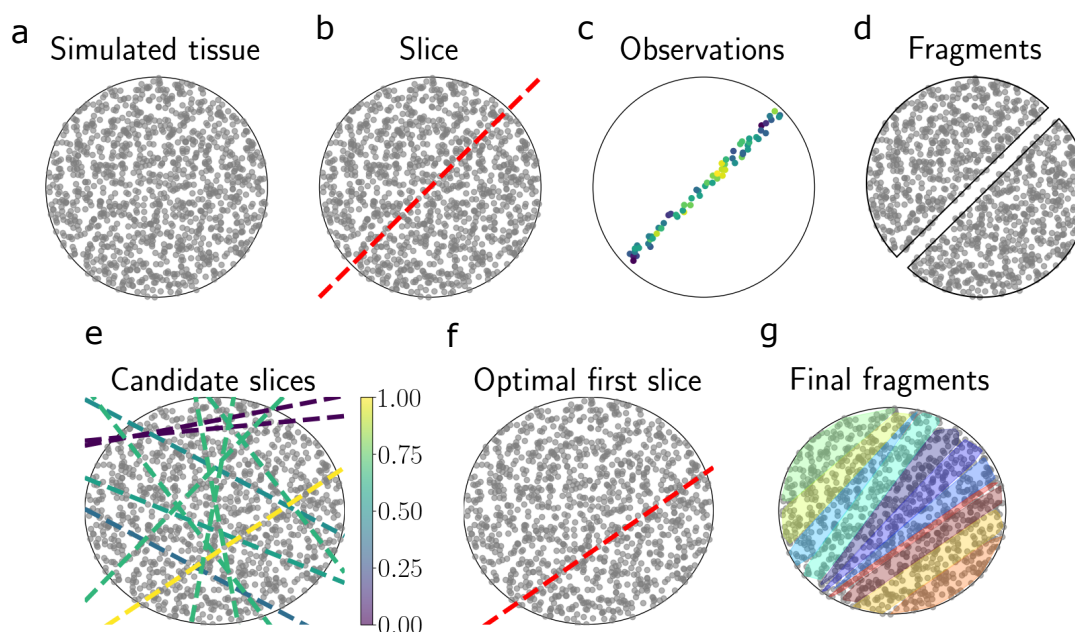 a
Simulated tissue
b
Slice
c
Observations
d
Fragments
e
Candidate slices
1.00
0.75
0.50
0.25
0.00
f
Optimal first slice
g
Final fragments